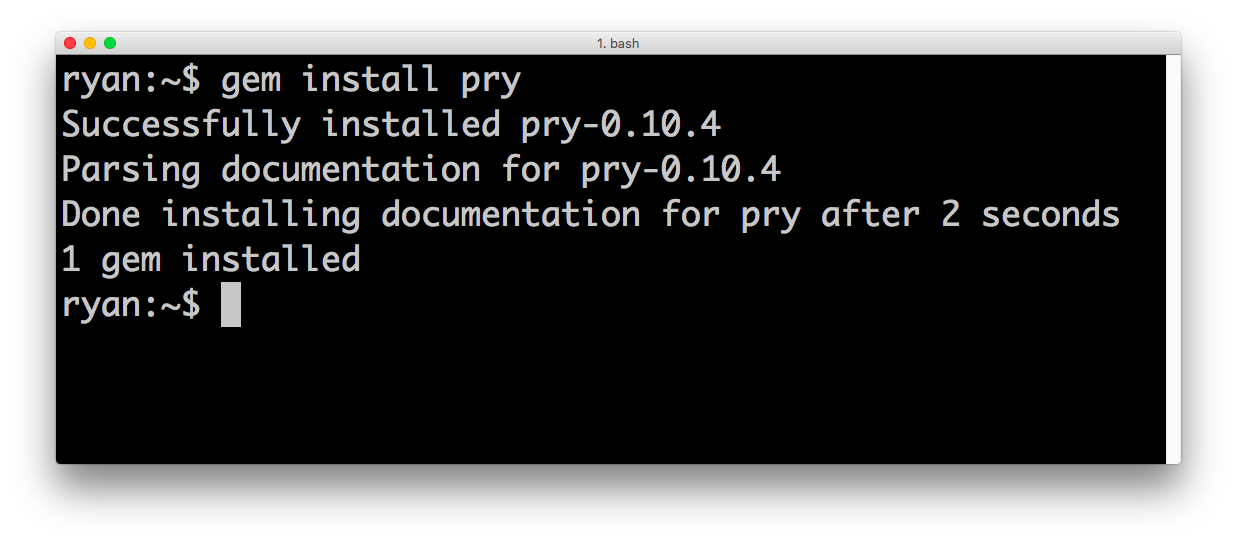 1. bash
ryan:~$ gem install pry
Successfully installed pry-0.10.4
Parsing documentation for pry-0.10.4
Done installing documentation for pry after 2 seconds
1 gem installed
ryan:~$